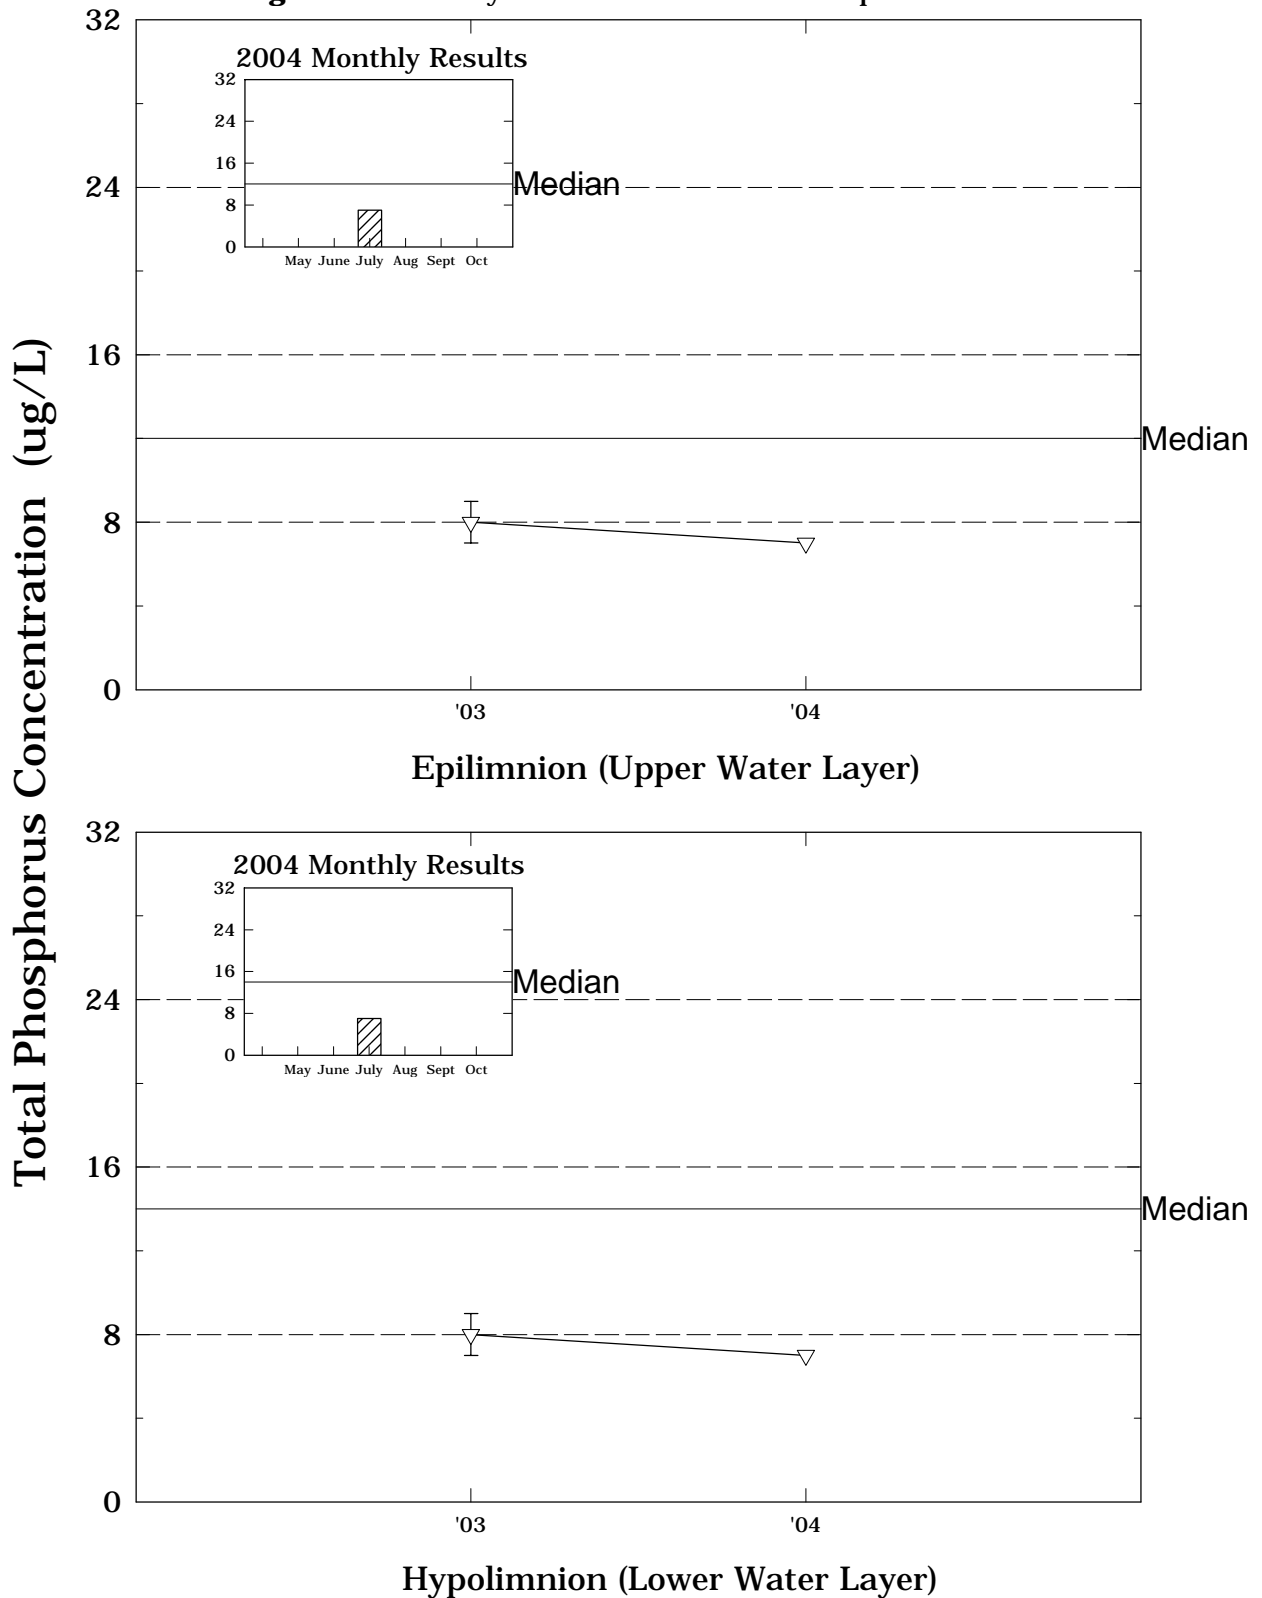 32
2004 Monthly Results
32
24
16
8
0
Median
May June July Aug Sept Oct
24
16
Median
8
0
'03 '04
Epilimnion (Upper Water Layer)
Total Phosphorus Concentration (ug/L)
32
2004 Monthly Results
32
24
16
8
0
Median
May June July Aug Sept Oct
24
16
Median
8
0
'03 '04
Hypolimnion (Lower Water Layer)